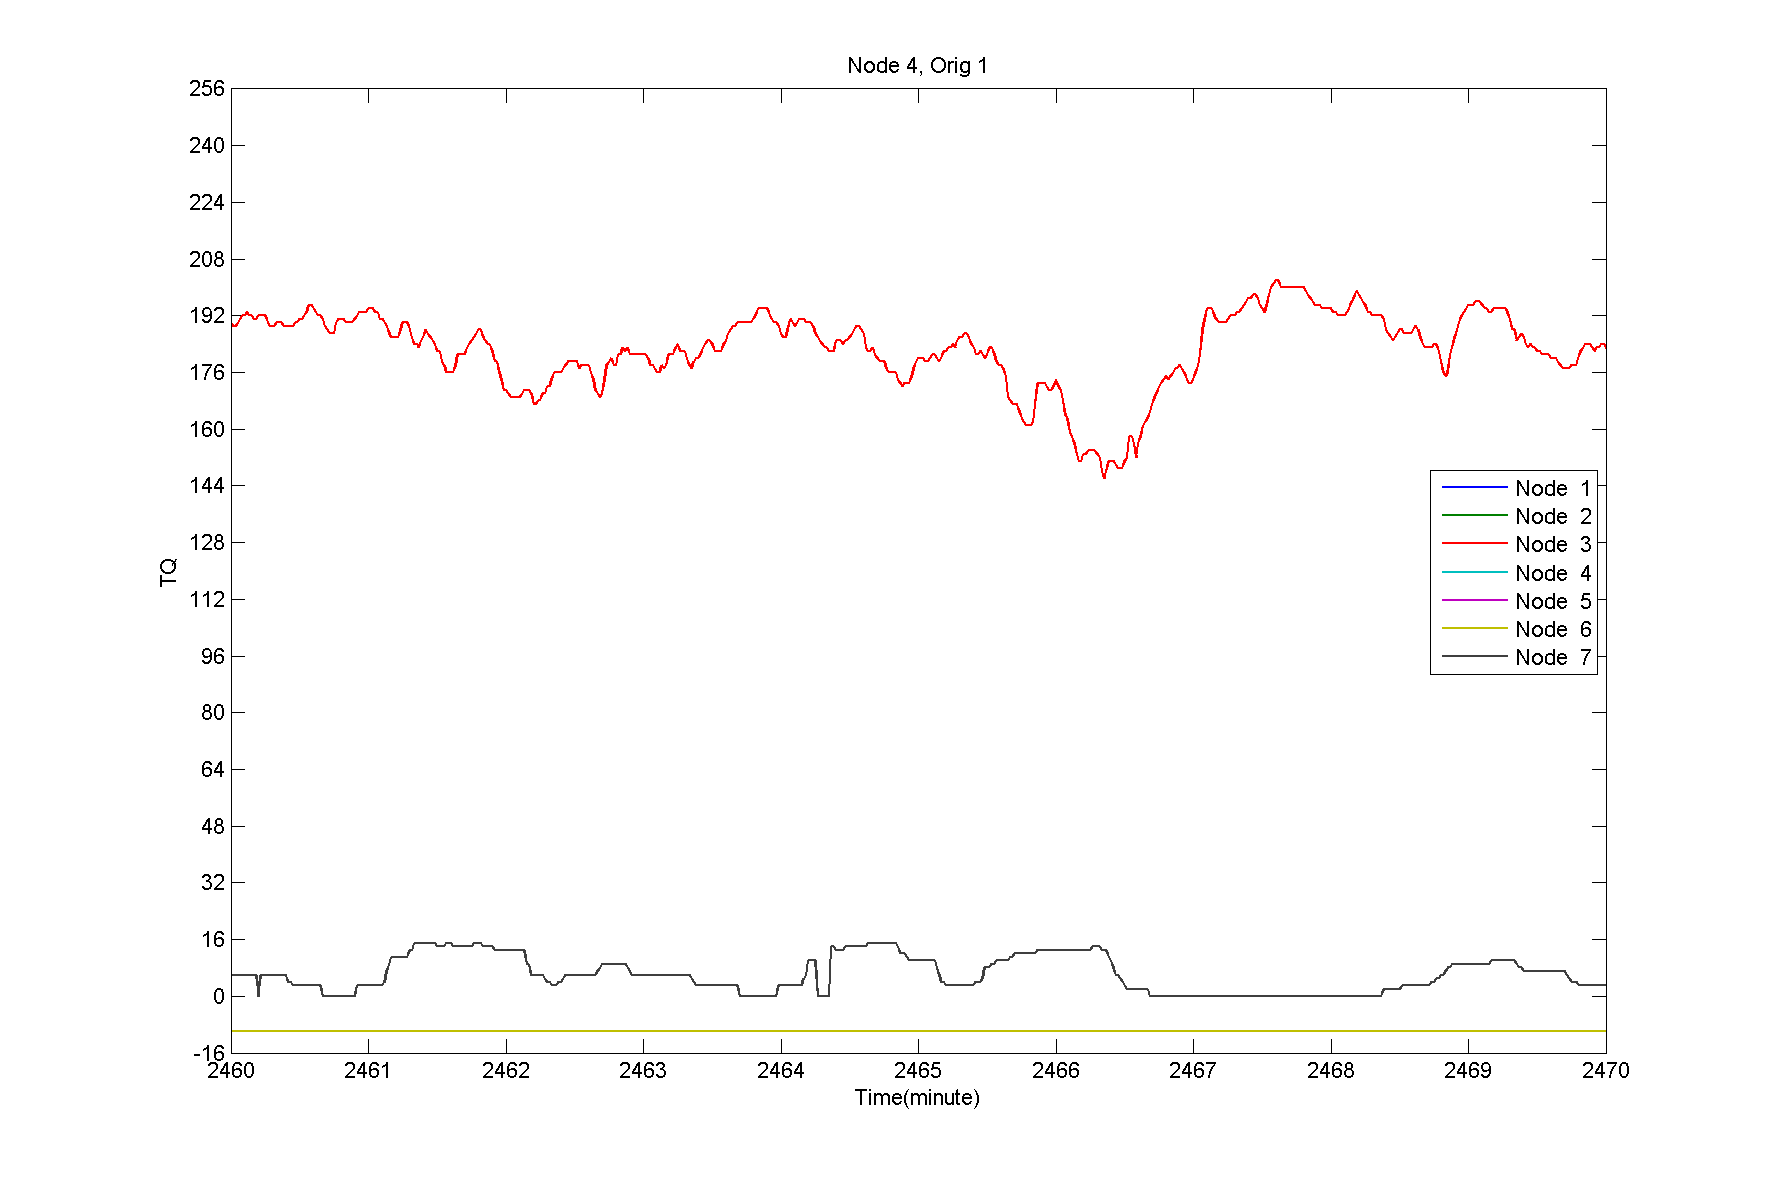 Node 4, Orig 1
256
240
224
208
192
176
160
144
128
112
96
80
64
48
32
16
0
-16
TQ
Node 1
Node 2
Node 3
Node 4
Node 5
Node 6
Node 7
2460 2461 2462 2463 2464 2465 2466 2467 2468 2469 2470
Time(minute)